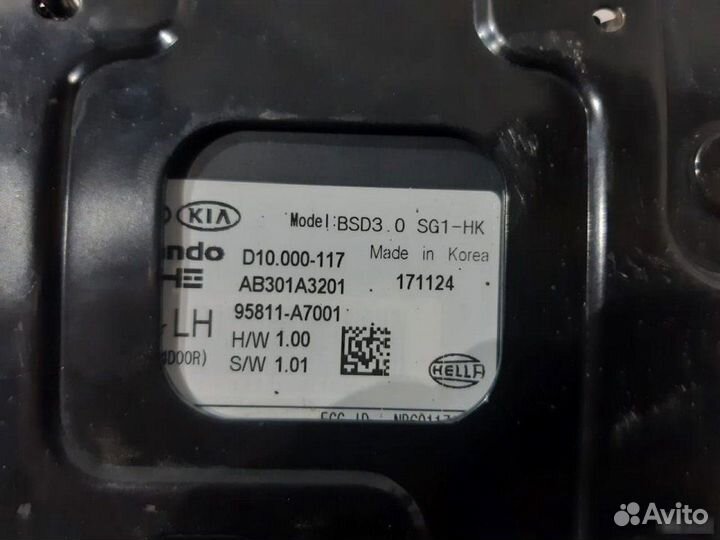 KIA Model:BSD3.0 SG1-HK
D10.000-117 Made in Korea
AB301A3201 171124
LH 95811-A7001
H/W 1.00
S/W 1.01
HELLA
Avito